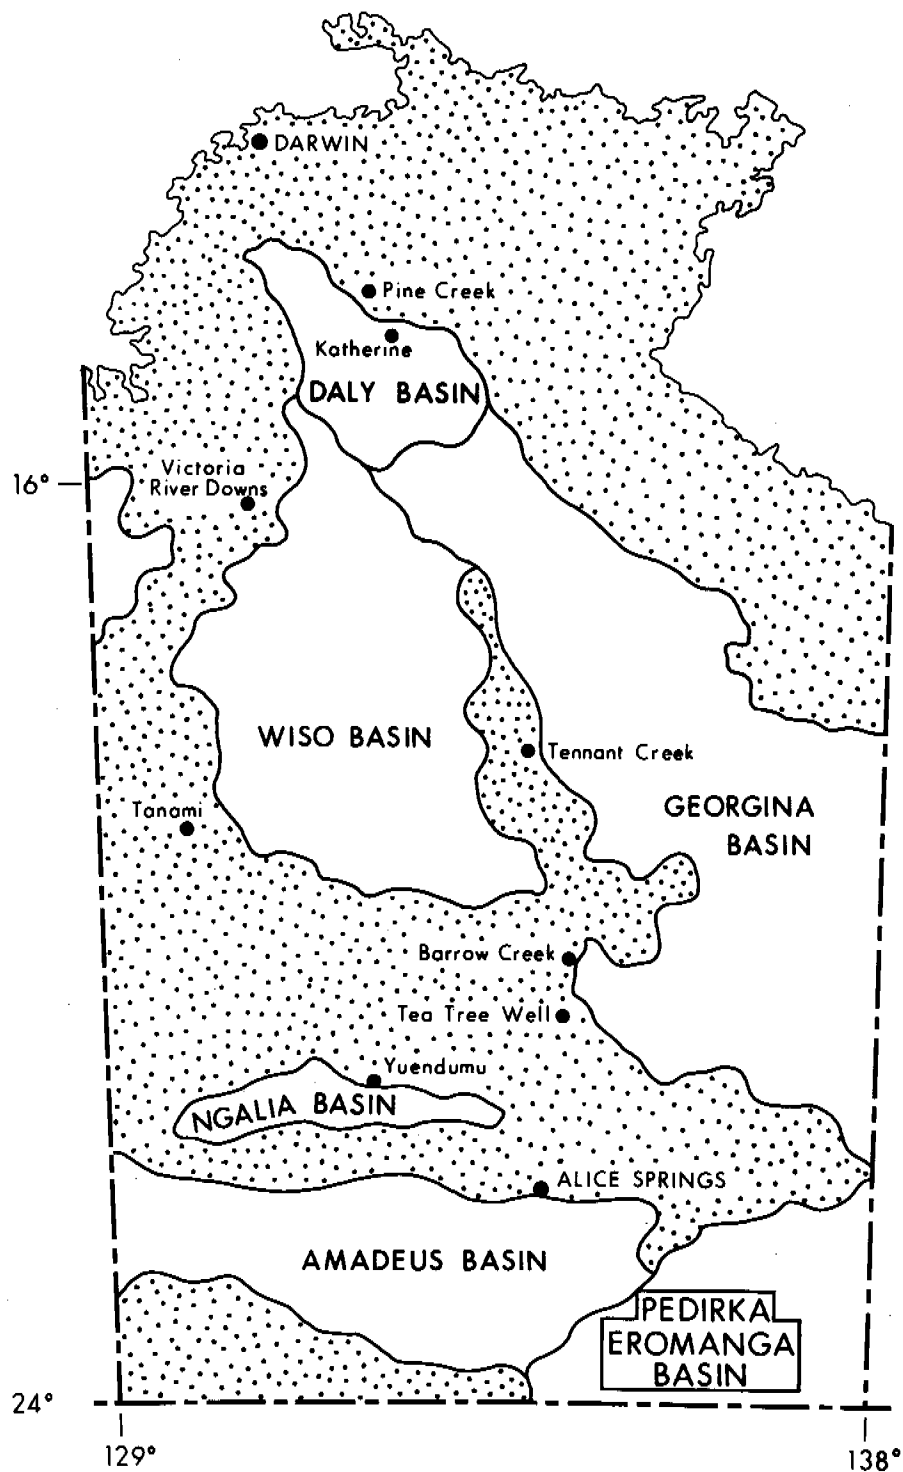 DARWIN
Pine Creek
Katherine
DALY BASIN
Victoria
River Downs
16°
WISO BASIN
Tennant Creek
GEORGINA
BASIN
Tanami
Barrow Creek
Tea Tree Well
Yuendumu
NGALIA BASIN
ALICE SPRINGS
AMADEUS BASIN
PEDIRKA
EROMANGA
BASIN
24°
129°
138°